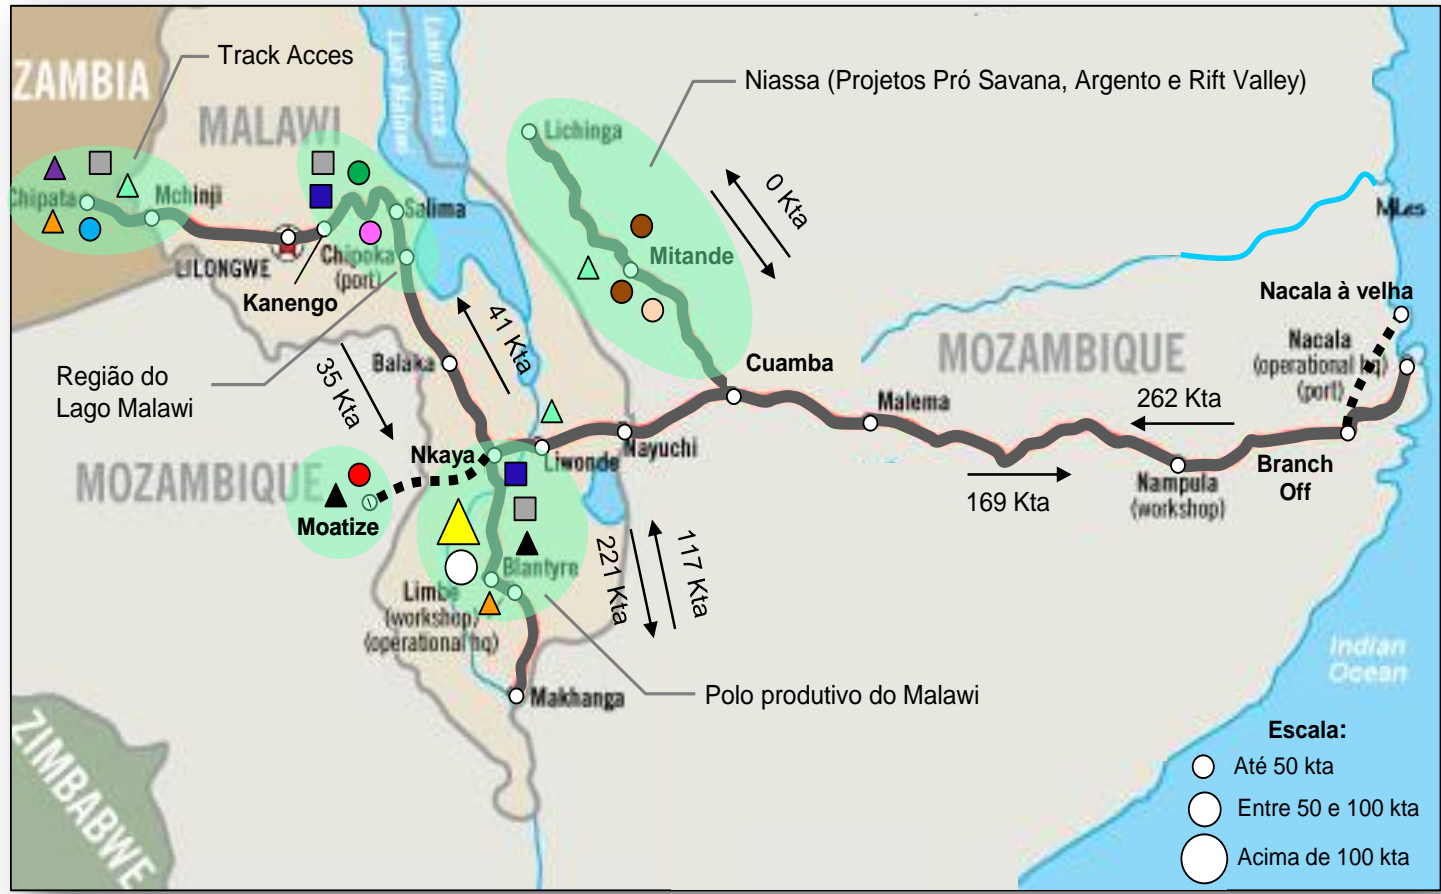 Track Acces
Niassa (Projetos Pró Savana, Argento e Rift Valley)
ZAMBIA
MALAWI
Lake Malawi
Lake Niassa
Lichinga
0 Kta
Chipata
Mchinji
Salima
Miles
LILONGWE
Chipoka
(port)
Kanengo
Mitande
Nacala à velha
41 Kta
35 Kta
Balaka
Região do
Lago Malawi
Cuamba
MOZAMBIQUE
Nacala
(operational hq)
(port)
Malema
262 Kta
Nkaya
Liwonde
Nayuchi
MOZAMBIQUE
Moatize
169 Kta
Nampula
(workshop)
Branch
Off
221 Kta
117 Kta
Blantyre
Limbe
(workshop)
(operational hq)
Makhanga
Polo produtivo do Malawi
Indian
Ocean
ZIMBABWE
Escala:
Até 50 kta
Entre 50 e 100 kta
Acima de 100 kta